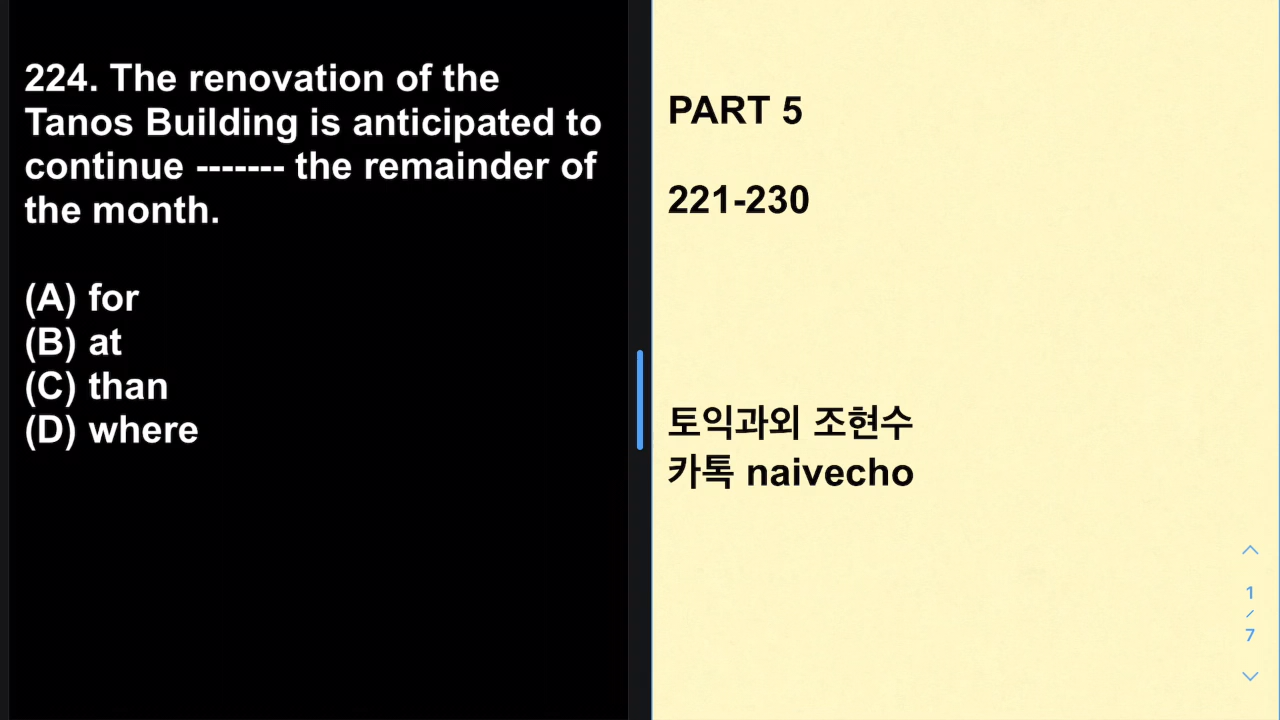 224. The renovation of the
Tanos Building is anticipated to
continue ------- the remainder of
the month.
(A) for
(B) at
(C) than
(D) where
PART 5
221-230
토익과외 조현수
카톡 naivecho
1
/
7